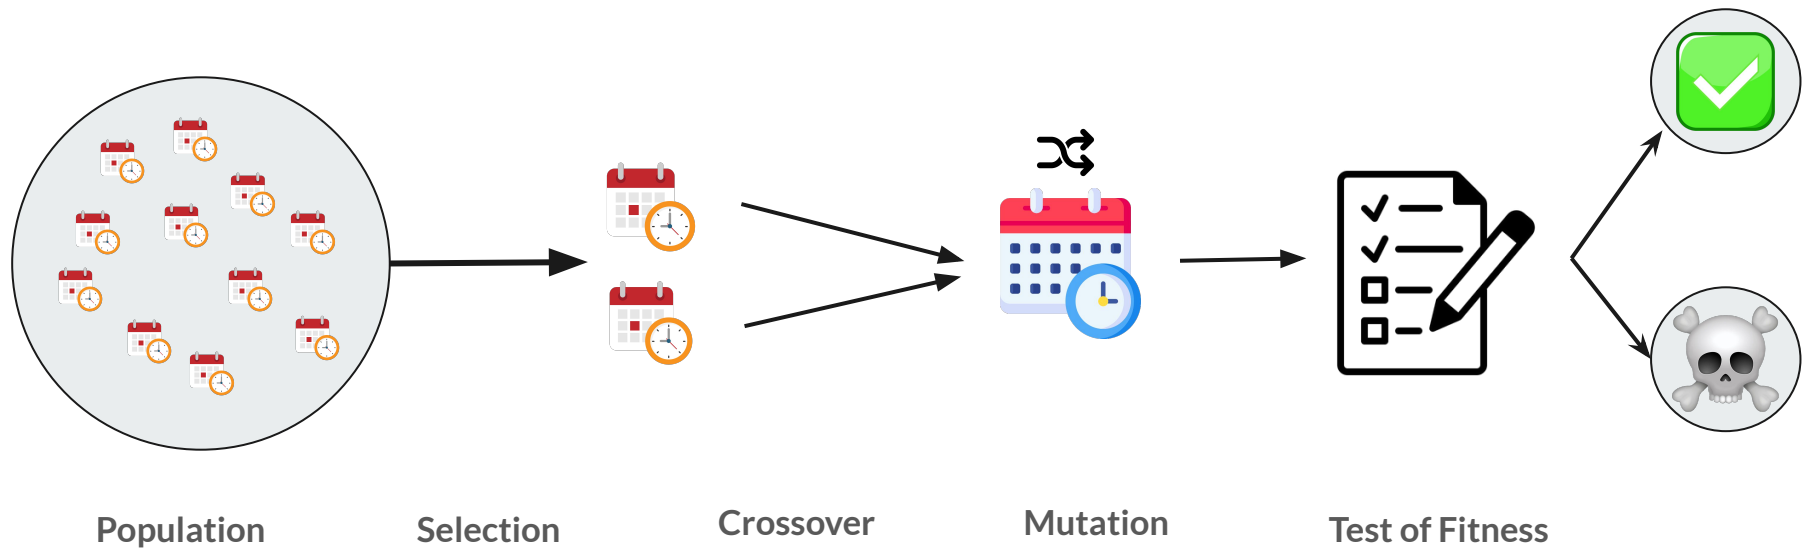 Population
Selection
Crossover
Mutation
Test of Fitness